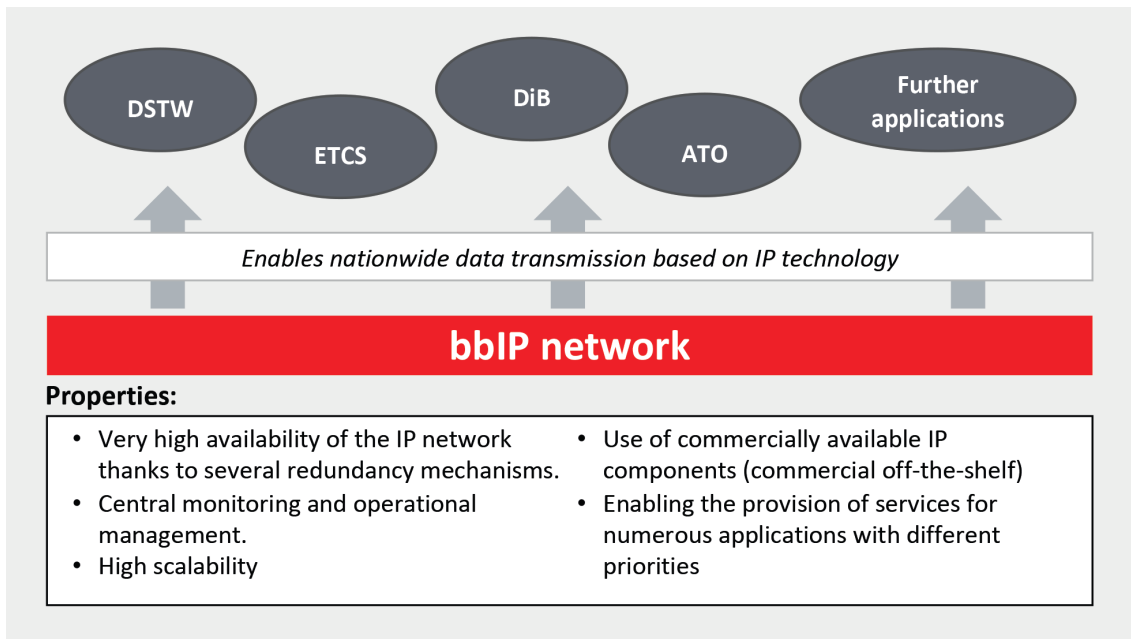 DSTW
ETCS
DiB
ATO
Further
applications
Enables nationwide data transmission based on IP technology
bbIP network
Properties:
• Very high availability of the IP network
thanks to several redundancy mechanisms.
• Central monitoring and operational
management.
• High scalability
• Use of commercially available IP
components (commercial off-the-shelf)
• Enabling the provision of services for
numerous applications with different
priorities